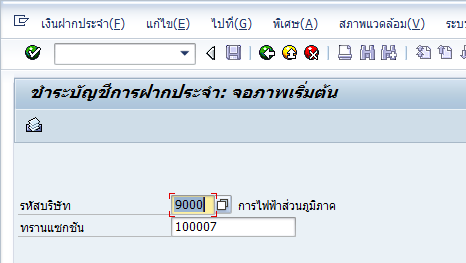 เงินฝากประจำ(F) แก้ไข(E) ไปที่(G) พิเศษ(A) สภาพแวดล้อม(V) ระบ
ชำระบัญชีการฝากประจำ: จอภาพเริ่มต้น
รหัสบริษัท 9000 การไฟฟ้าส่วนภูมิภาค
ทรานแซกชัน 100007